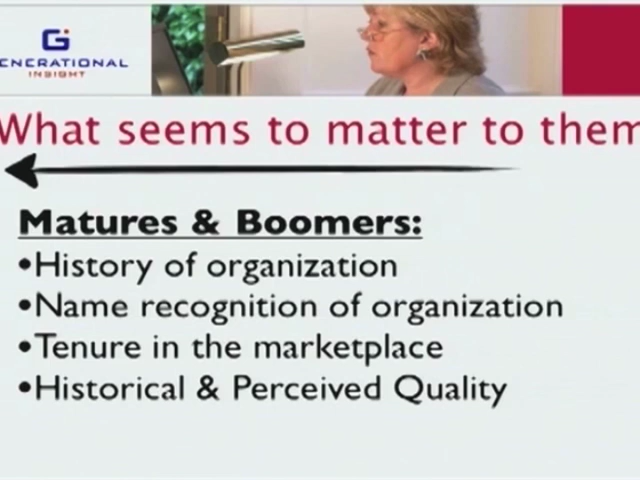 G
ENERATIONAL
INSIGHT
What seems to matter to them
Matures & Boomers:
•History of organization
•Name recognition of organization
•Tenure in the marketplace
•Historical & Perceived Quality